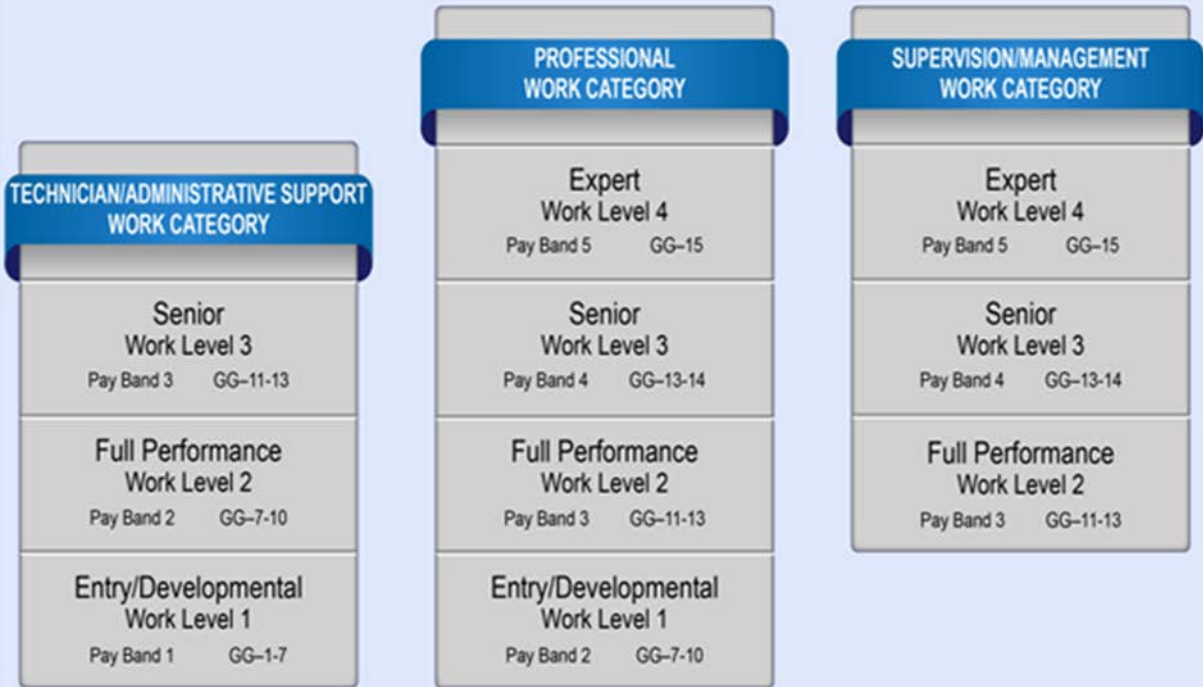 TECHNICIAN/ADMINISTRATIVE SUPPORT
WORK CATEGORY
Senior
Work Level 3
Pay Band 3 GG–11-13
Full Performance
Work Level 2
Pay Band 2 GG–7-10
Entry/Developmental
Work Level 1
Pay Band 1 GG–1-7
PROFESSIONAL
WORK CATEGORY
Expert
Work Level 4
Pay Band 5 GG–15
Senior
Work Level 3
Pay Band 4 GG–13-14
Full Performance
Work Level 2
Pay Band 3 GG–11-13
Entry/Developmental
Work Level 1
Pay Band 2 GG–7-10
SUPERVISION/MANAGEMENT
WORK CATEGORY
Expert
Work Level 4
Pay Band 5 GG–15
Senior
Work Level 3
Pay Band 4 GG–13-14
Full Performance
Work Level 2
Pay Band 3 GG–11-13